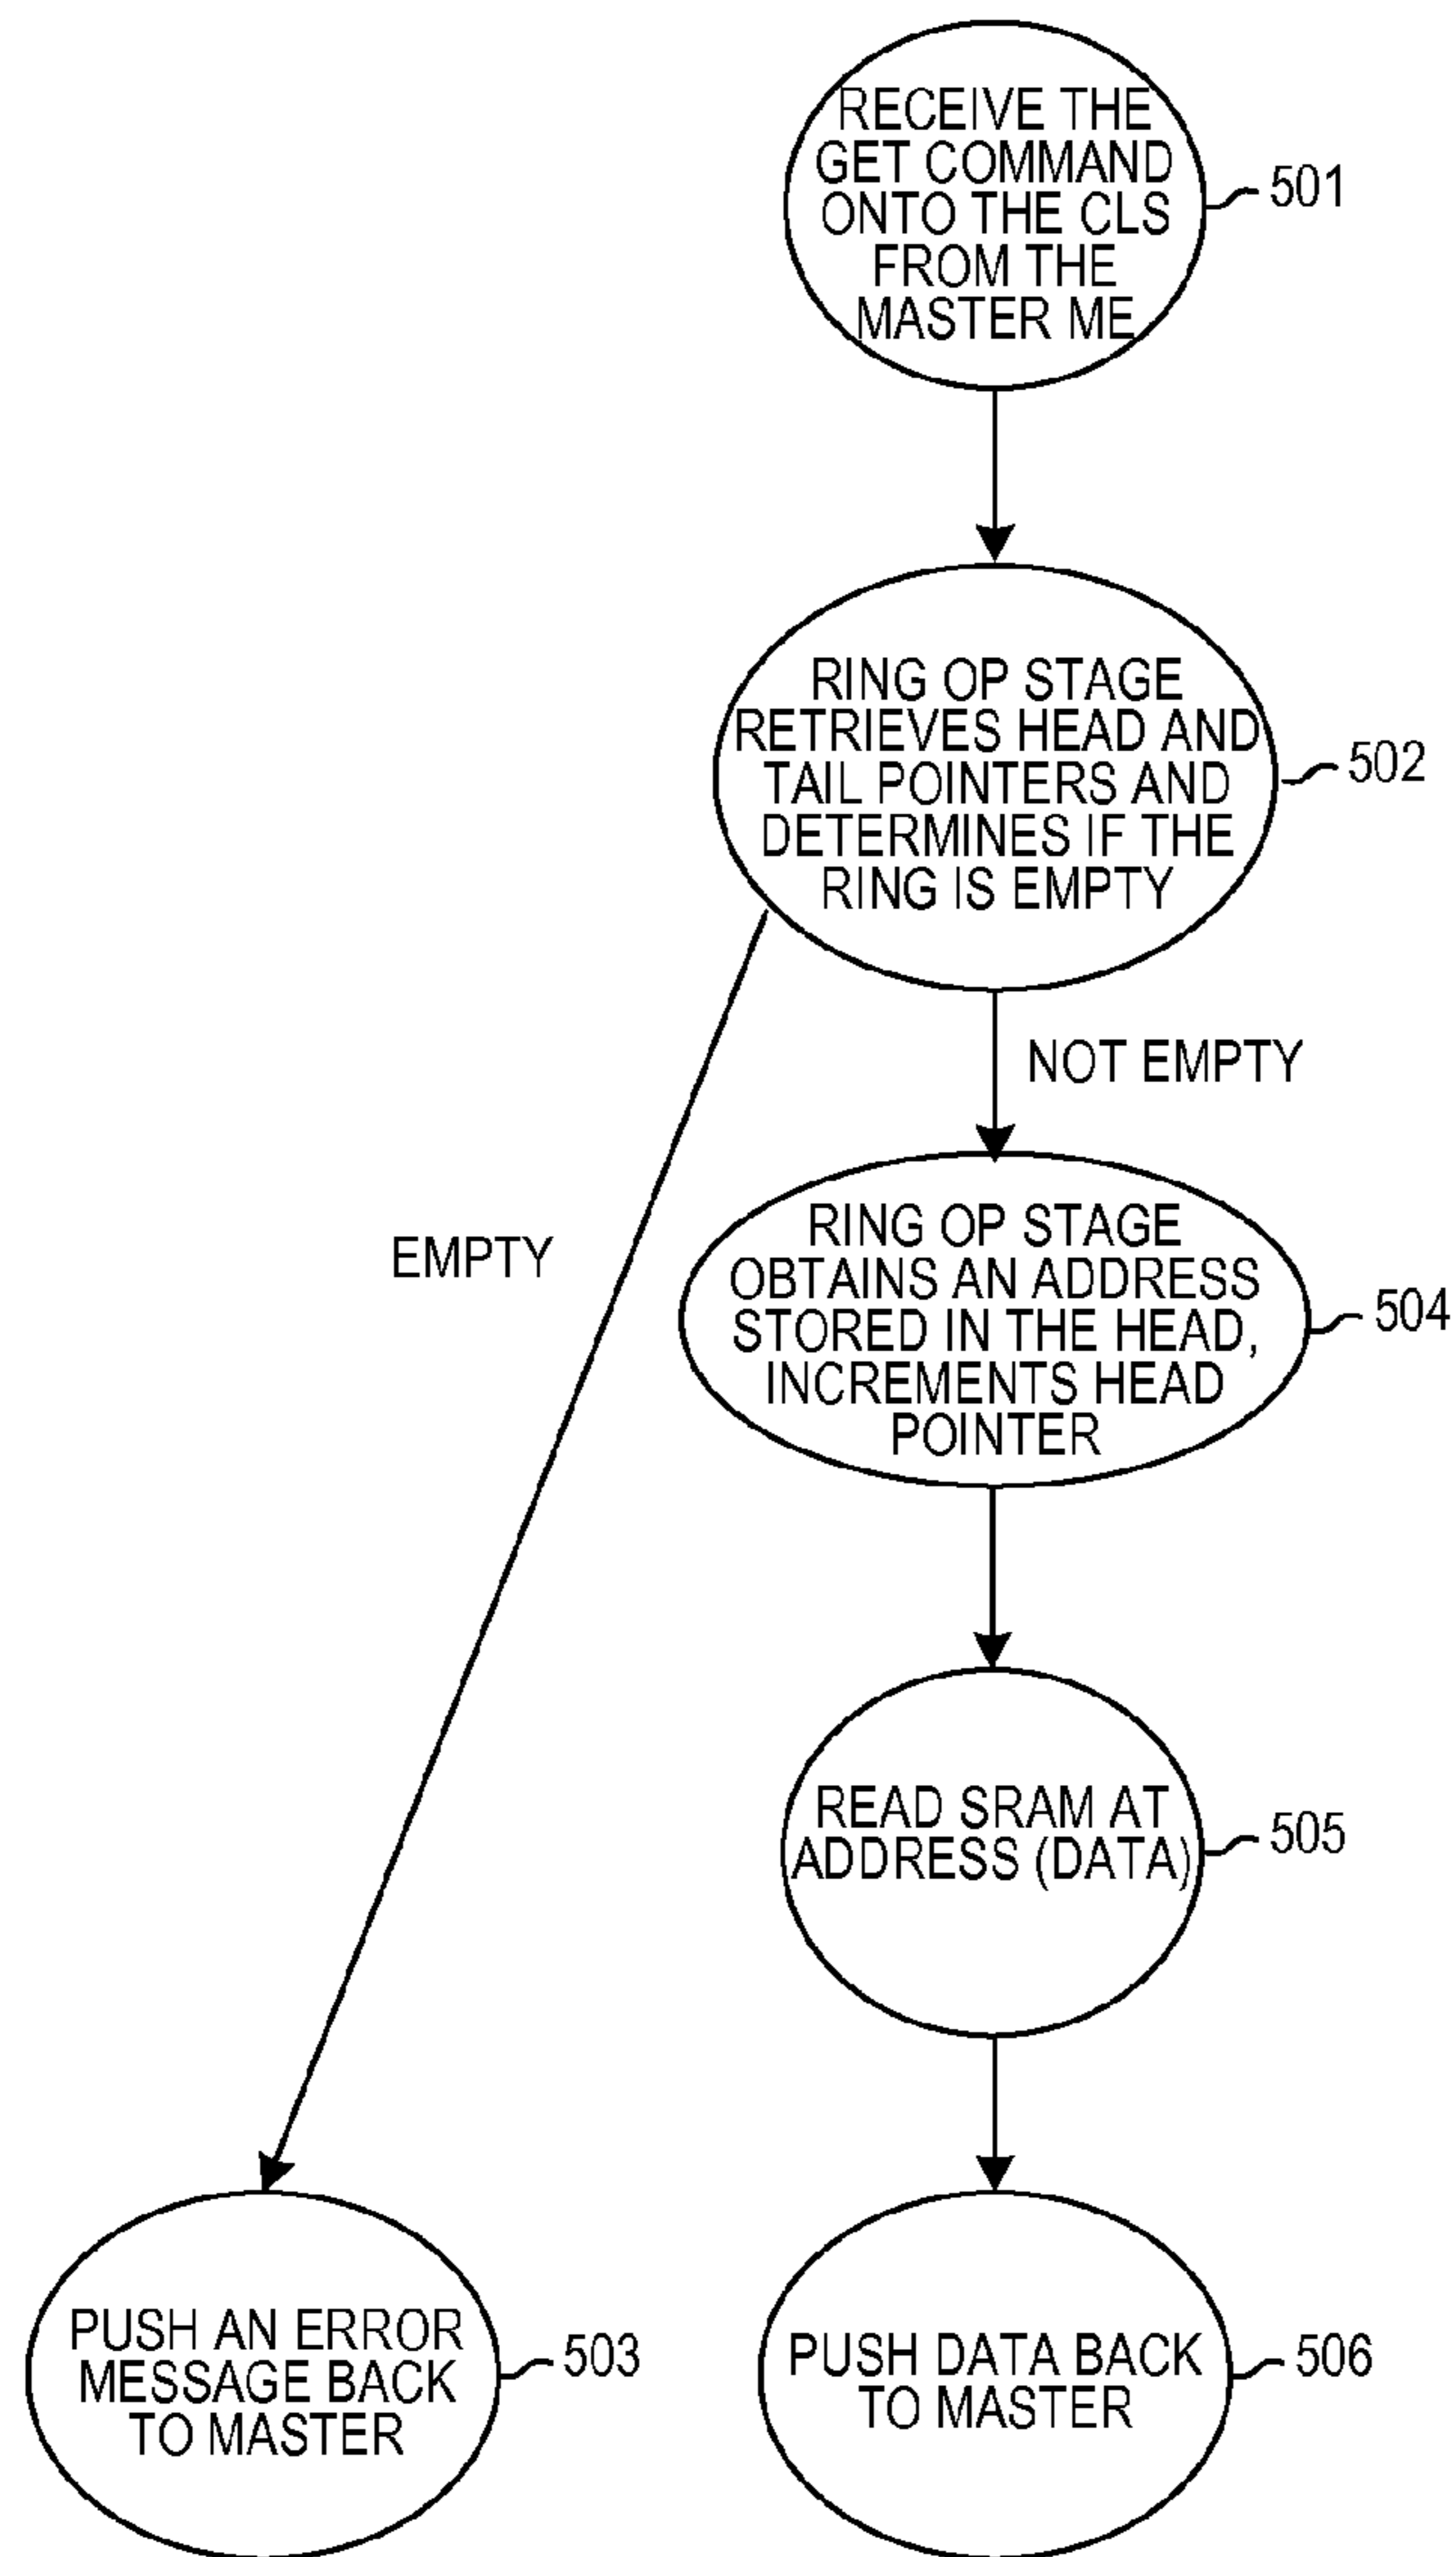 RECEIVE THE
GET COMMAND
ONTO THE CLS
FROM THE
MASTER ME
501
RING OP STAGE
RETRIEVES HEAD AND
TAIL POINTERS AND
DETERMINES IF THE
RING IS EMPTY
502
NOT EMPTY
EMPTY
RING OP STAGE
OBTAINS AN ADDRESS
STORED IN THE HEAD,
INCREMENTS HEAD
POINTER
504
READ SRAM AT
ADDRESS (DATA)
505
PUSH AN ERROR
MESSAGE BACK
TO MASTER
503
PUSH DATA BACK
TO MASTER
506